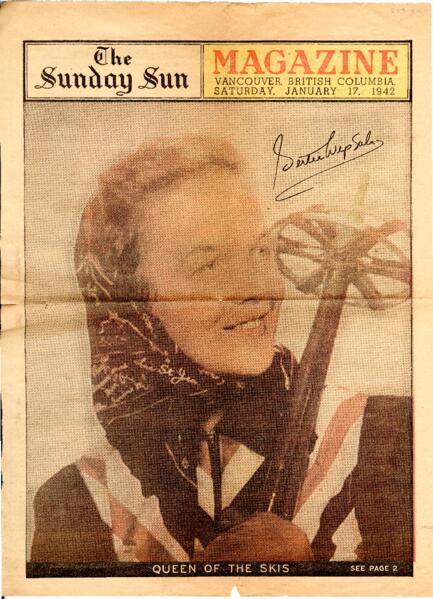 The
Sunday Sun
MAGAZINE
VANCOUVER BRITISH COLUMBIA
SATURDAY, JANUARY 17, 1942
QUEEN OF THE SKIS
SEE PAGE 2